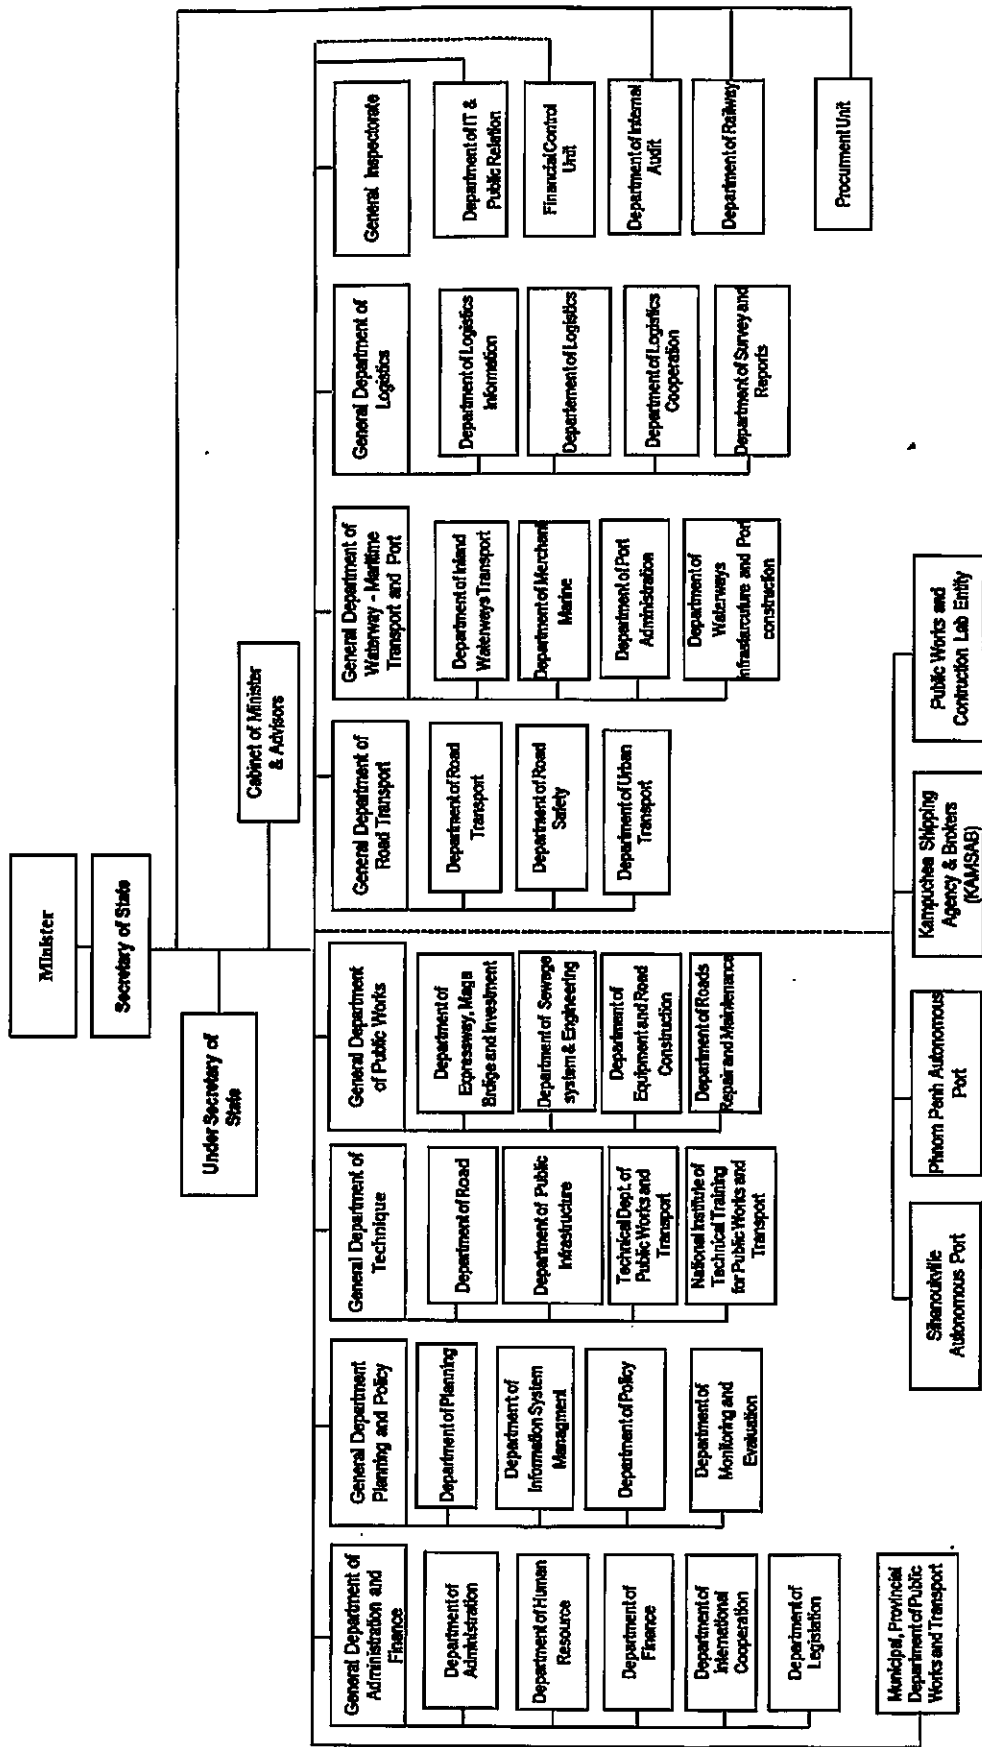 Minister
Secretary of State
Under Secretary of
State
Cabinet of Minister
& Advisors
General Department of
Administration and
Finance
Department of
Administration
Department of Human
Resource
Department of
Finance
Department of
International
Cooperation
Department of
Legislation
Municipal, Provincial
Department of Public
Works and Transport
General Department
Planning and Policy
Department of Planning
Department of
Information System
Managment
Department of Policy
Department of
Monitoring and
Evaluation
General Department of
Technique
Department of Road
Department of Public
Infrastructure
Technical Dept. of
Public Works and
Transport
National Institute of
Technical Training
for Public Works and
Transport
General Department
of Public Works
Department of
Expressway, Maga
Brdige and Investment
Department of Sewage
system & Engineering
Department of
Equipment and Road
Construction
Department of Roads
Repair and Maintenance
General Department of
Road Transport
Department of Road
Transport
Department of Road
Safety
Department of Urban
Transport
General Department of
Waterway - Maritime
Transport and Port
Department of Inland
Waterways Transport
Department of Merchant
Marine
Department of Port
Administration
Department of
Waterways
Infrastarcuture and Port
construction
General Department of
Logistics
Department of Logistics
Information
Departement of Logistics
Department of Logistics
Cooperation
Department of Survey and
Reports
General Inspectorate
Department of IT &
Public Relation
Financial Control
Unit
Department of Internal
Audit
Department of Railway
Procurment Unit
Sihanoukville
Autonomous Port
Phnom Penh Autonomous
Port
Kampuchea Shipping
Agency & Brokers
(KAMSAB)
Public Works and
Contruction Lab Entity